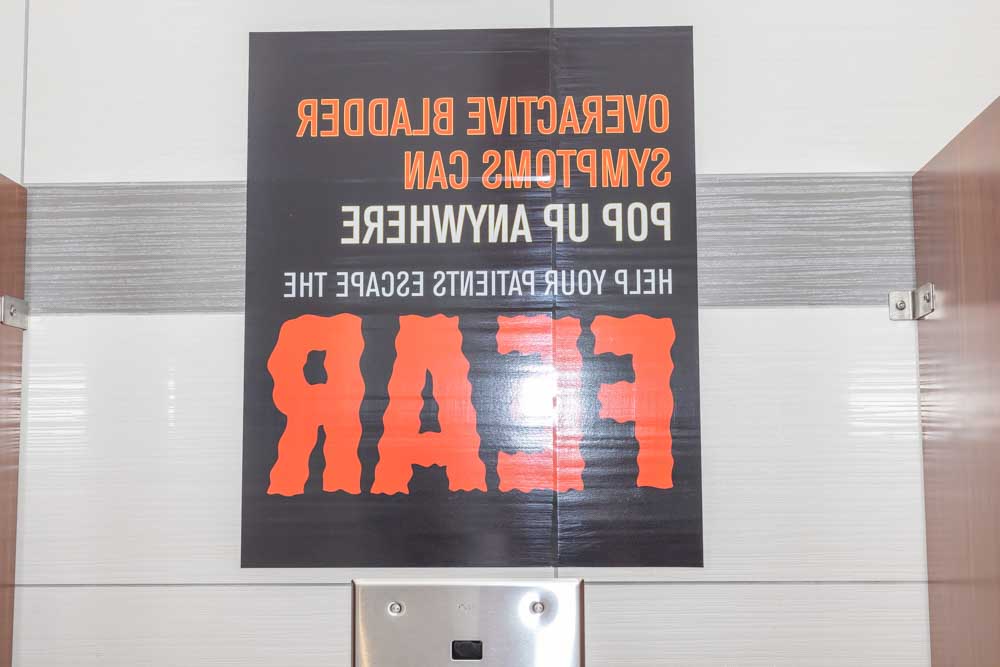 OVERACTIVE BLADDER
SYMPTOMS CAN
POP UP ANYWHERE
HELP YOUR PATIENTS ESCAPE THE
FEAR